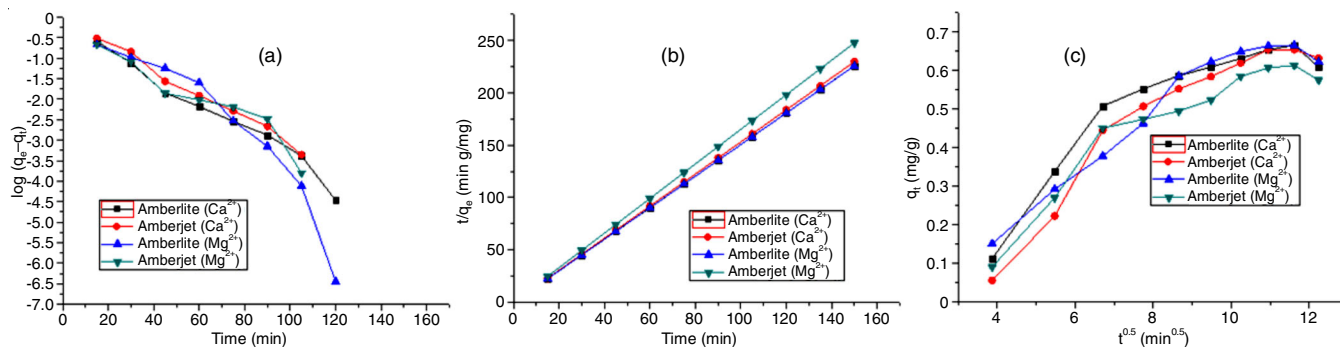 0
-0.5
-1.0
-1.5
-2.0
-2.5
-3.0
-3.5
-4.0
-4.5
-5.0
-5.5
-6.0
-6.5
-7.0
log (qe–qt)
(a)
Amberlite (Ca2+)
Amberjet (Ca2+)
Amberlite (Mg2+)
Amberjet (Mg2+)
0 20 40 60 80 100 120 140 160
Time (min)
250
200
150
100
50
0
t/qe (min g/mg)
(b)
Amberlite (Ca2+)
Amberjet (Ca2+)
Amberlite (Mg2+)
Amberjet (Mg2+)
0 20 40 60 80 100 120 140 160
Time (min)
0.7
0.6
0.5
0.4
0.3
0.2
0.1
0
qt (mg/g)
(c)
Amberlite (Ca2+)
Amberjet (Ca2+)
Amberlite (Mg2+)
Amberjet (Mg2+)
4 6 8 10 12
t0.5 (min0.5)